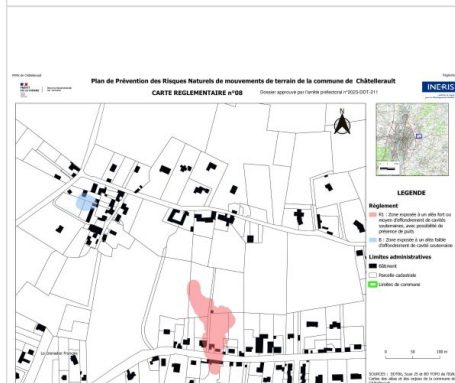 PPRN de Châtellerault
Plan de Prévention des Risques Naturels de mouvements de terrain de la commune de Châtellerault
CARTE REGLEMENTAIRE n°08
Dossier approuvé par l'arrêté préfectoral n°2023-DDT-211
INERIS
N
LEGENDE
Règlement
R1 : Zone exposée à un aléa fort ou
moyen d'effondrement de cavités
souterraines, avec possibilité de
présence de puits
B : Zone exposée à un aléa faible
d'effondrement de cavité souterraine
Limites administratives
Bâtiment
Parcelle cadastrale
Limites de commune
0 50 100 m